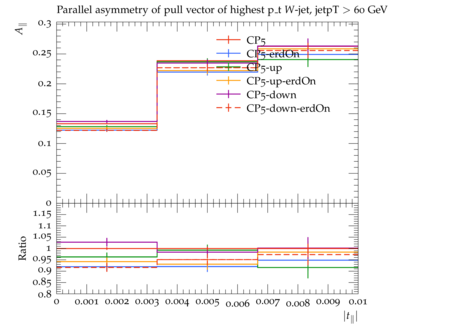 Parallel asymmetry of pull vector of highest p_t W-jet, jetpT > 60 GeV
A∥
0.3
0.25
0.2
0.15
0.1
0.05
0
CP5
CP5-erdOn
CP5-up
CP5-up-erdOn
CP5-down
CP5-down-erdOn
Ratio
1.15
1.1
1.05
1
0.95
0.9
0.85
0.8
0 0.001 0.002 0.003 0.004 0.005 0.006 0.007 0.008 0.009 0.01
|t∥|